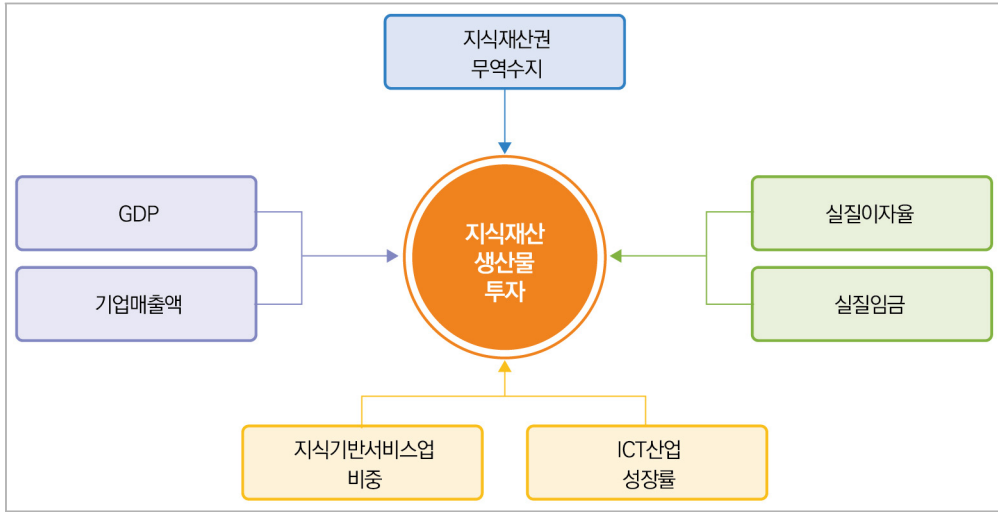 지식재산권
무역수지
GDP
기업매출액
지식재산
생산물
투자
실질이자율
실질임금
지식기반서비스업
비중
ICT산업
성장률